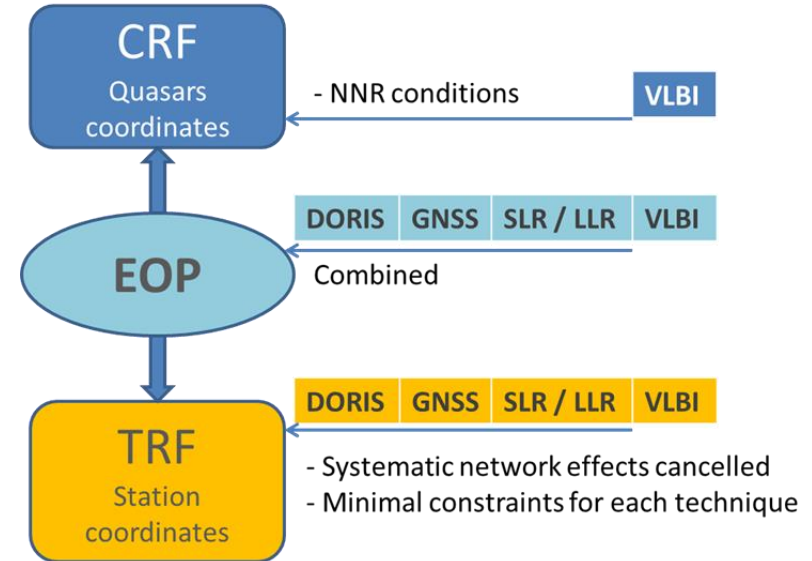 CRF
Quasars
coordinates
- NNR conditions
VLBI
DORIS GNSS SLR / LLR VLBI
EOP
Combined
DORIS GNSS SLR / LLR VLBI
TRF
Station
coordinates
- Systematic network effects cancelled
- Minimal constraints for each technique